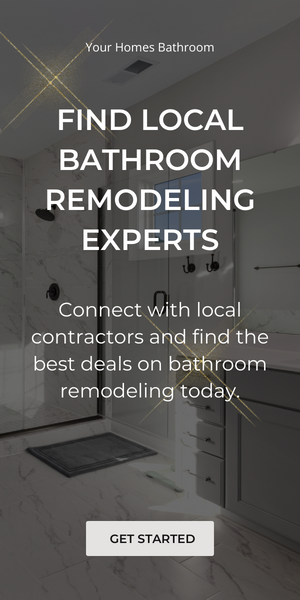 Your Homes Bathroom
FIND LOCAL
BATHROOM
REMODELING
EXPERTS
Connect with local
contractors and find the
best deals on bathroom
remodeling today.
GET STARTED